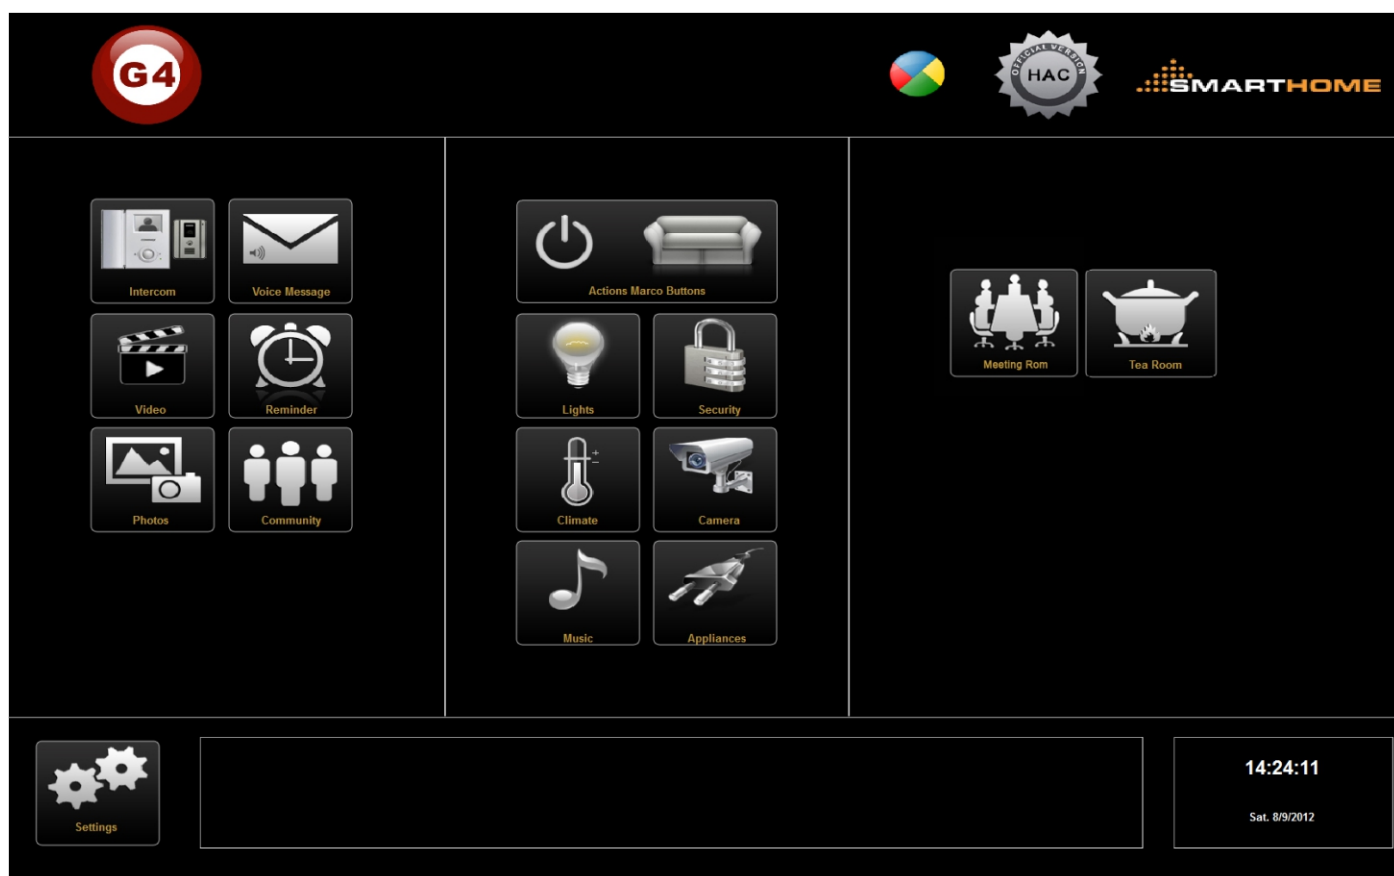 G4
OFFICIAL VERSION
HAC
SMARTHOME
Intercom
Voice Message
Video
Reminder
Photos
Community
Actions Marco Buttons
Lights
Security
Climate
Camera
Music
Appliances
Meeting Rom
Tea Room
Settings
14:24:11
Sat. 8/9/2012